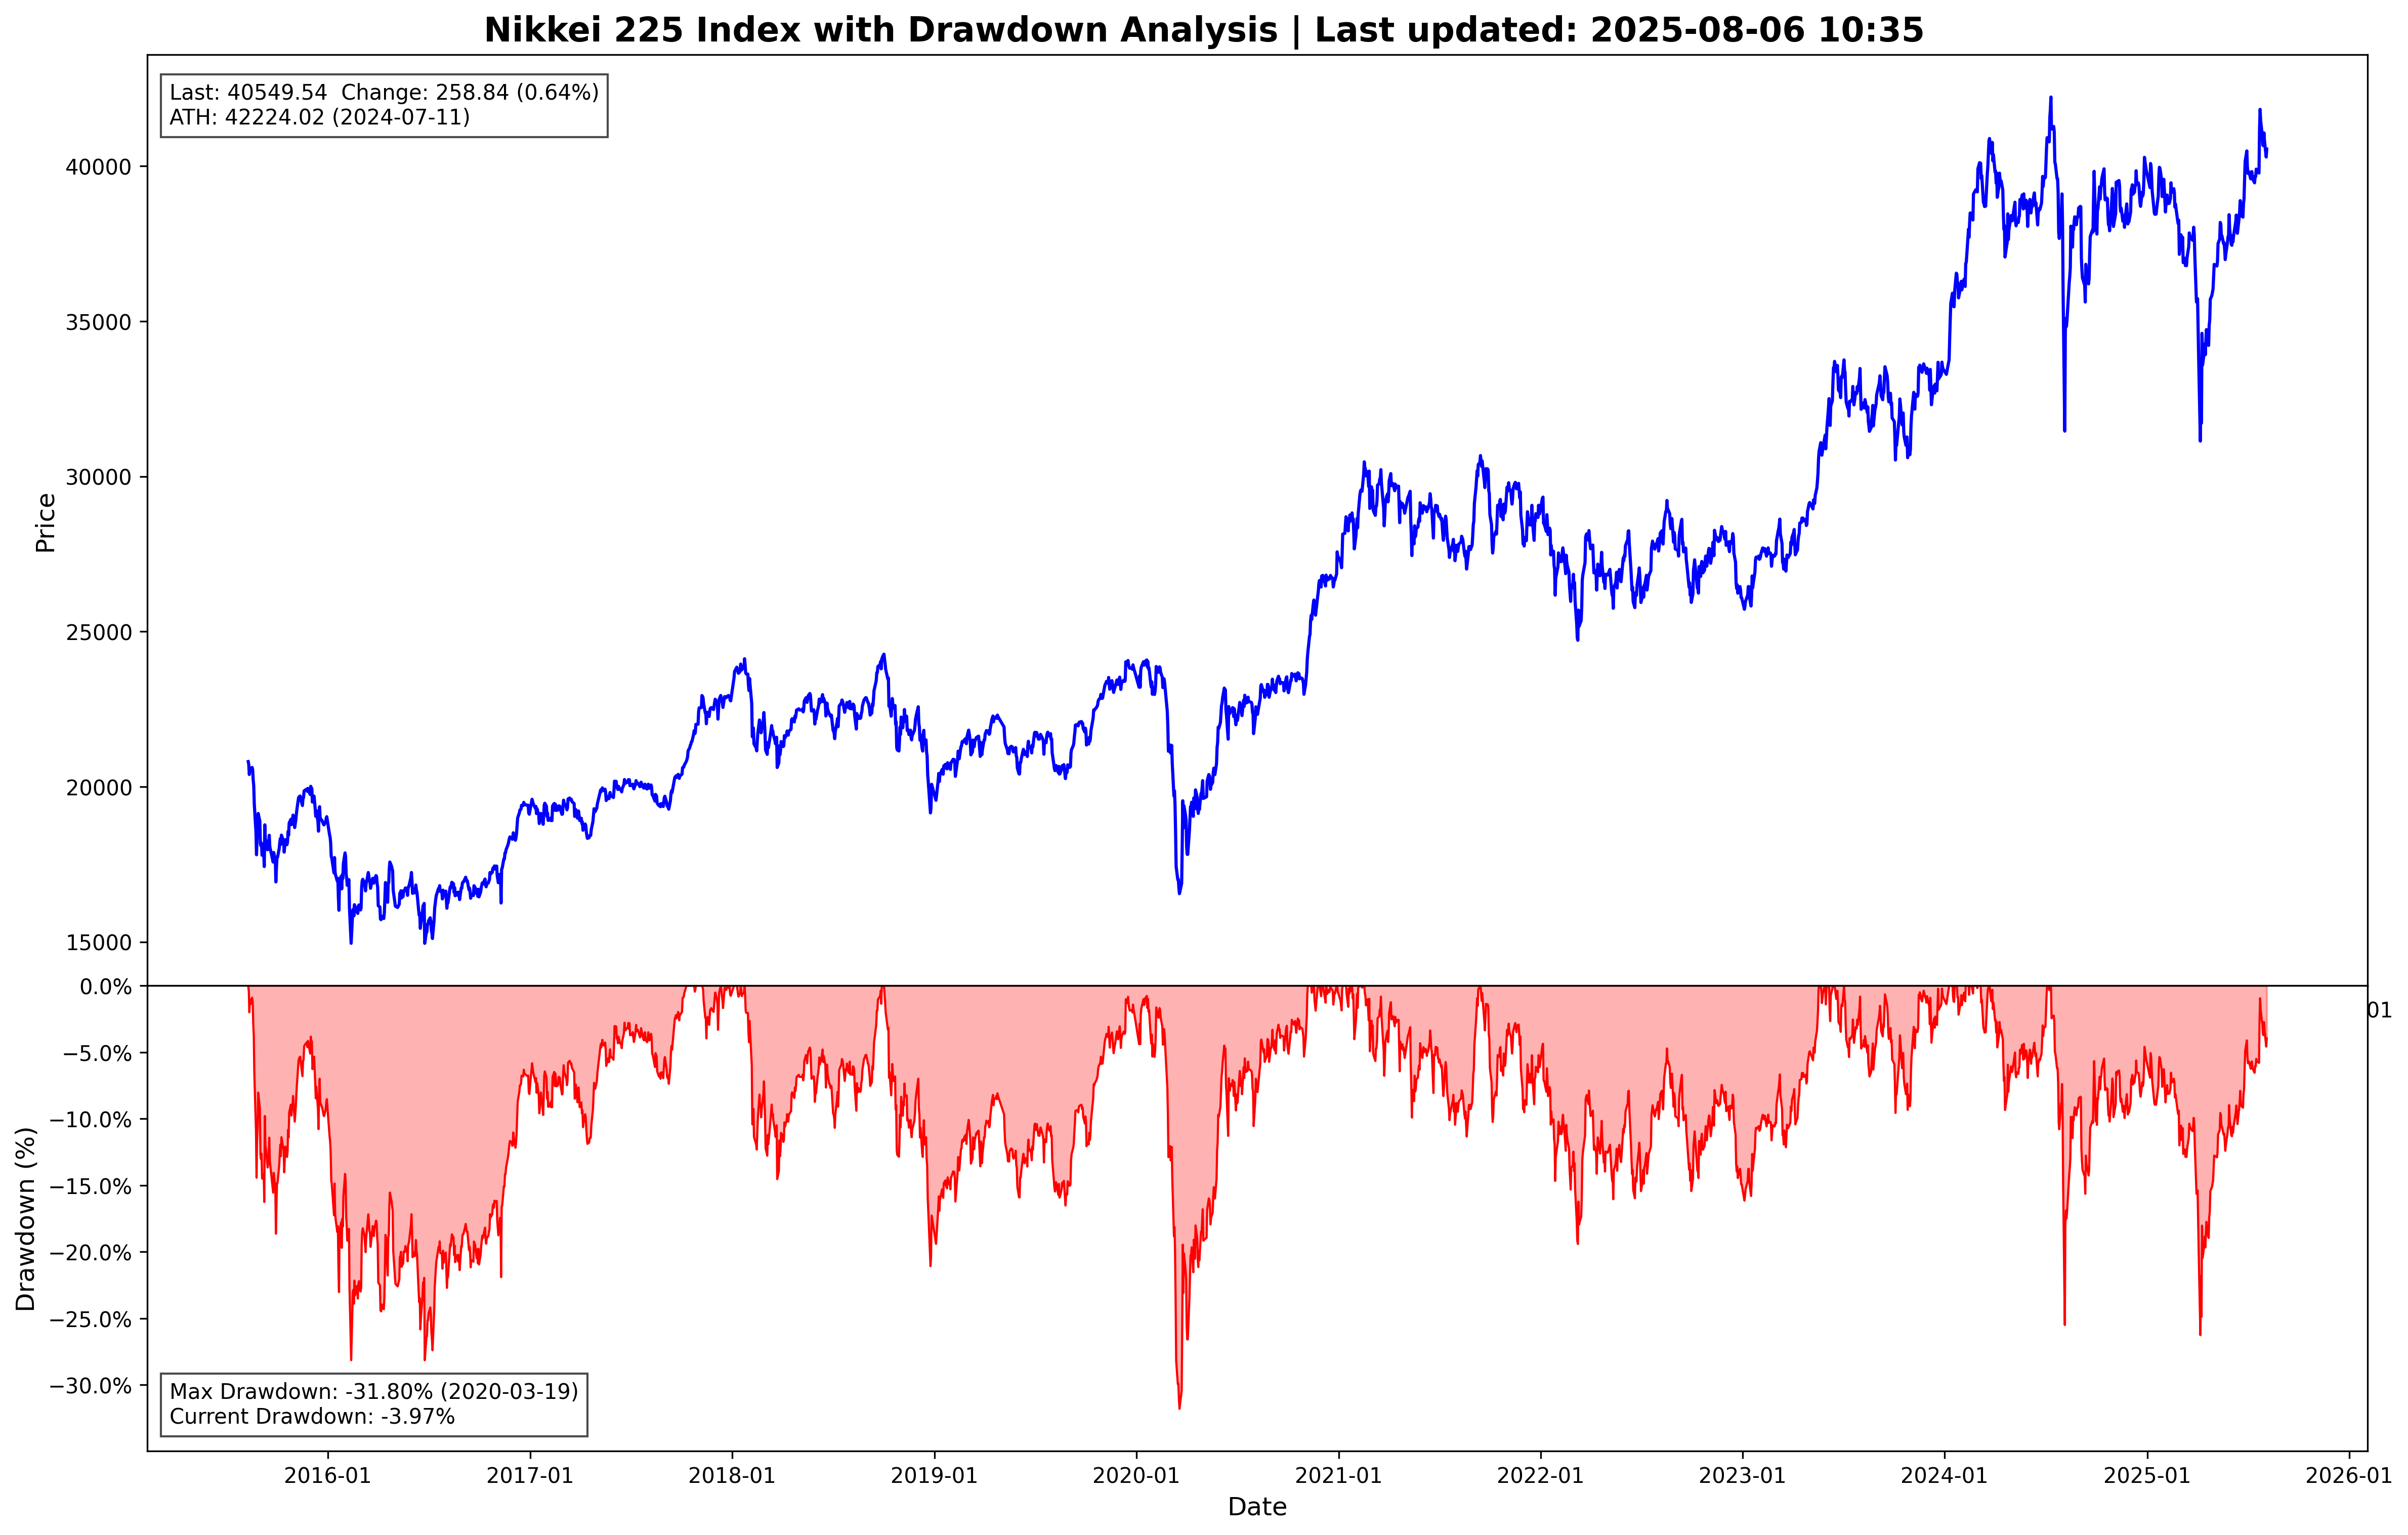 Nikkei 225 Index with Drawdown Analysis | Last updated: 2025-08-06 10:35
Last: 40549.54  Change: 258.84 (0.64%)
ATH: 42224.02 (2024-07-11)
Price
40000
35000
30000
25000
20000
15000
01
Drawdown (%)
0.0%
−5.0%
−10.0%
−15.0%
−20.0%
−25.0%
−30.0%
Max Drawdown: -31.80% (2020-03-19)
Current Drawdown: -3.97%
2016-01 2017-01 2018-01 2019-01 2020-01 2021-01 2022-01 2023-01 2024-01 2025-01 2026-01
Date